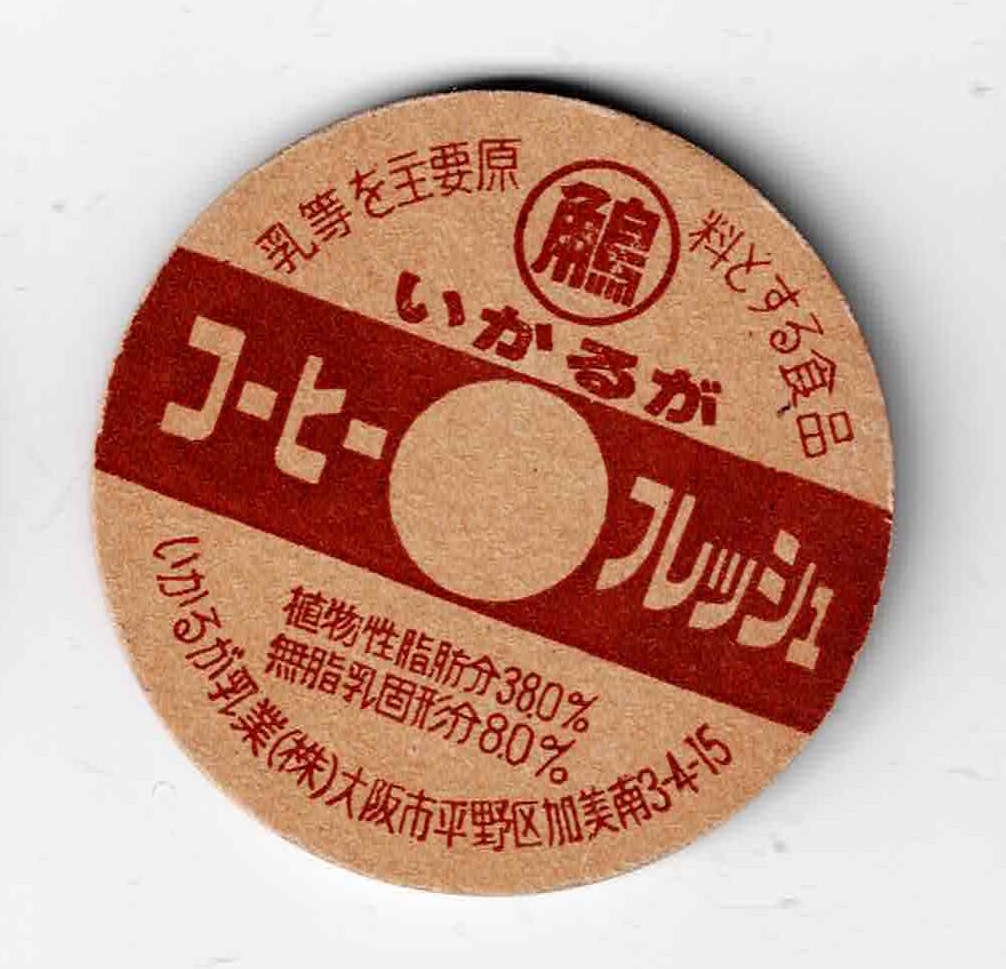 乳等を主要原料とする食品
鵤
いかるが
コーヒーフレッシュ
植物性脂肪分38.0%
無脂乳固形分8.0%
いかるが乳業(株)大阪市平野区加美南3-4-15